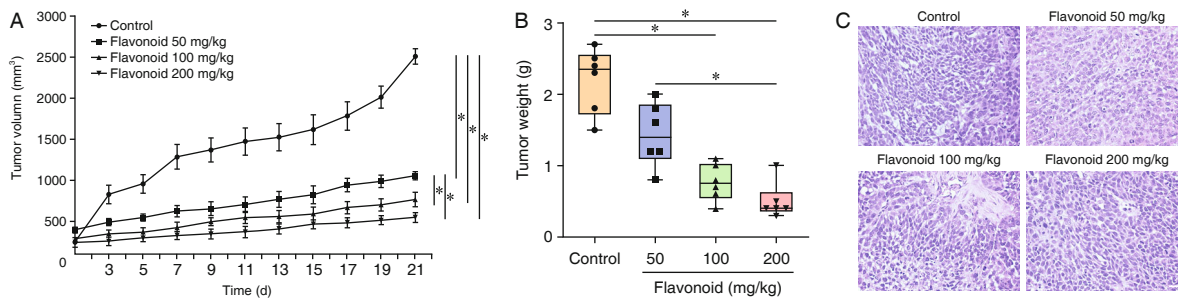 A
Control
Flavonoid 50 mg/kg
Flavonoid 100 mg/kg
Flavonoid 200 mg/kg
Tumor volumn (mm³)
3000
2500
2000
1500
1000
500
0
3 5 7 9 11 13 15 17 19 21
Time (d)
*
*
*
*
*
B
Tumor weight (g)
3
2
1
0
*
*
*
Control 50 100 200
Flavonoid (mg/kg)
C
Control Flavonoid 50 mg/kg
Flavonoid 100 mg/kg Flavonoid 200 mg/kg